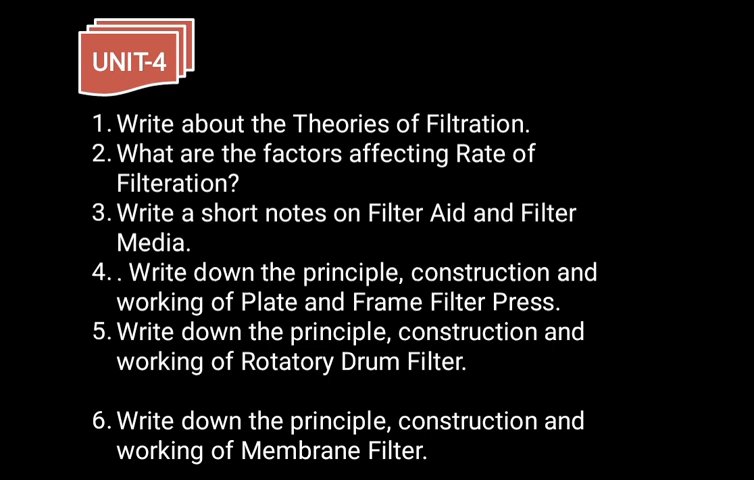 UNIT-4
1. Write about the Theories of Filtration.
2. What are the factors affecting Rate of
Filteration?
3. Write a short notes on Filter Aid and Filter
Media.
4. . Write down the principle, construction and
working of Plate and Frame Filter Press.
5. Write down the principle, construction and
working of Rotatory Drum Filter.
6. Write down the principle, construction and
working of Membrane Filter.